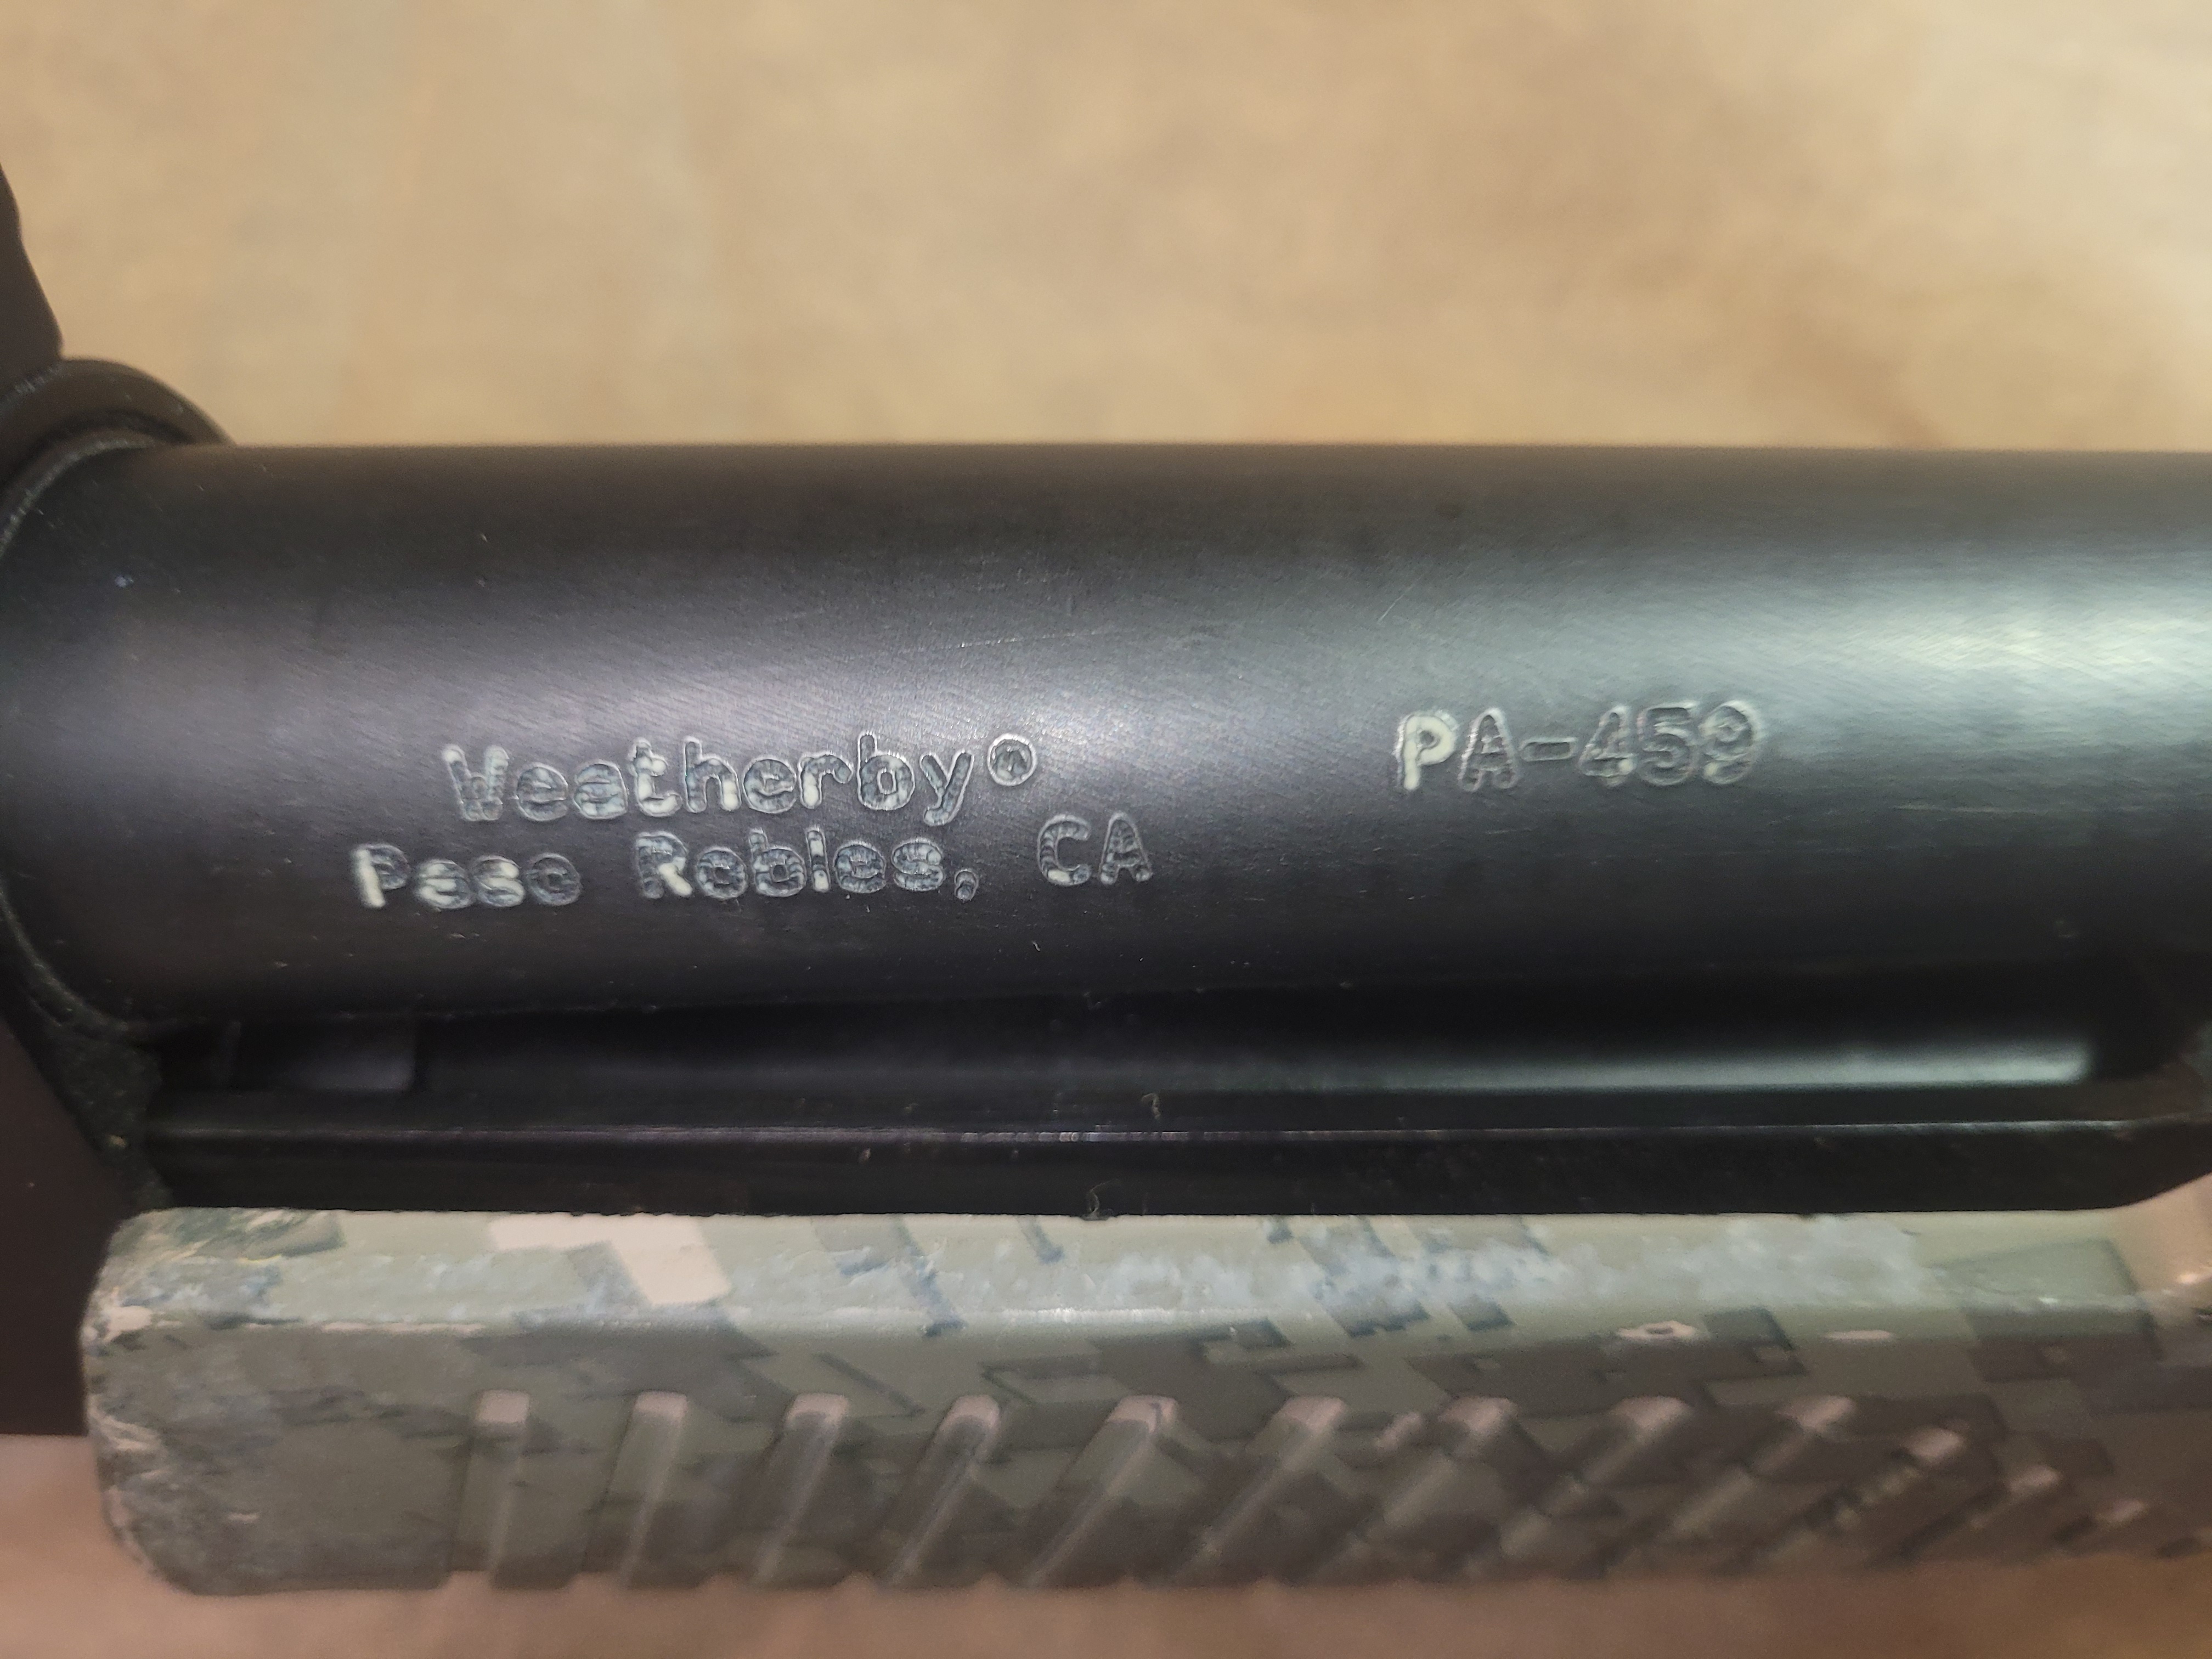 Weatherby®
Paso Robles, CA
PA-459